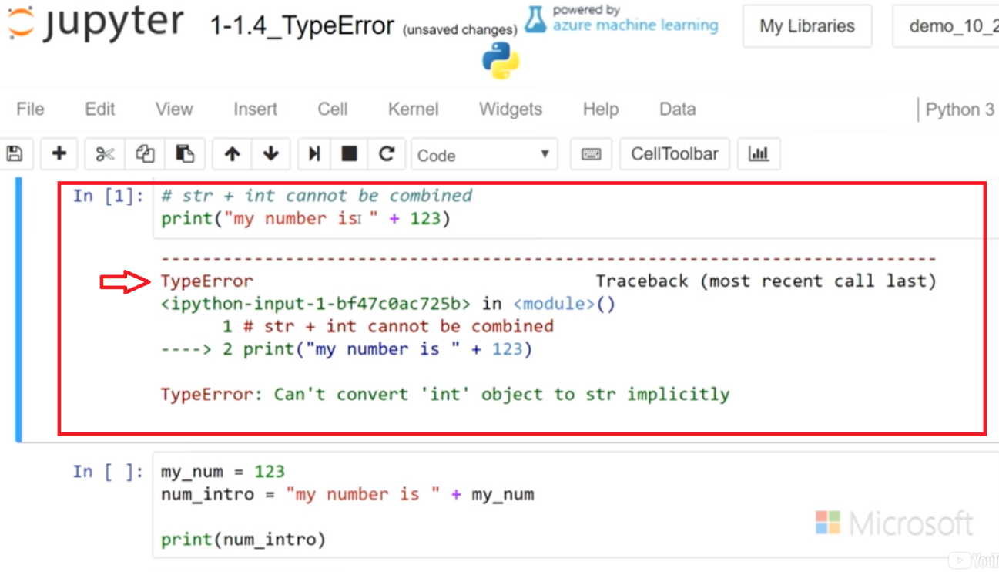 jupyter 1-1.4_TypeError (unsaved changes)
powered by
azure machine learning
My Libraries
demo_10_2
File Edit View Insert Cell Kernel Widgets Help Data Python 3
Code CellToolbar
In [1]: # str + int cannot be combined
print("my number is " + 123)
---------------------------------------------------------------------------
TypeError Traceback (most recent call last)
<ipython-input-1-bf47c0ac725b> in <module>()
1 # str + int cannot be combined
----> 2 print("my number is " + 123)
TypeError: Can't convert 'int' object to str implicitly
In [ ]: my_num = 123
num_intro = "my number is " + my_num
print(num_intro)
Microsoft
YouT